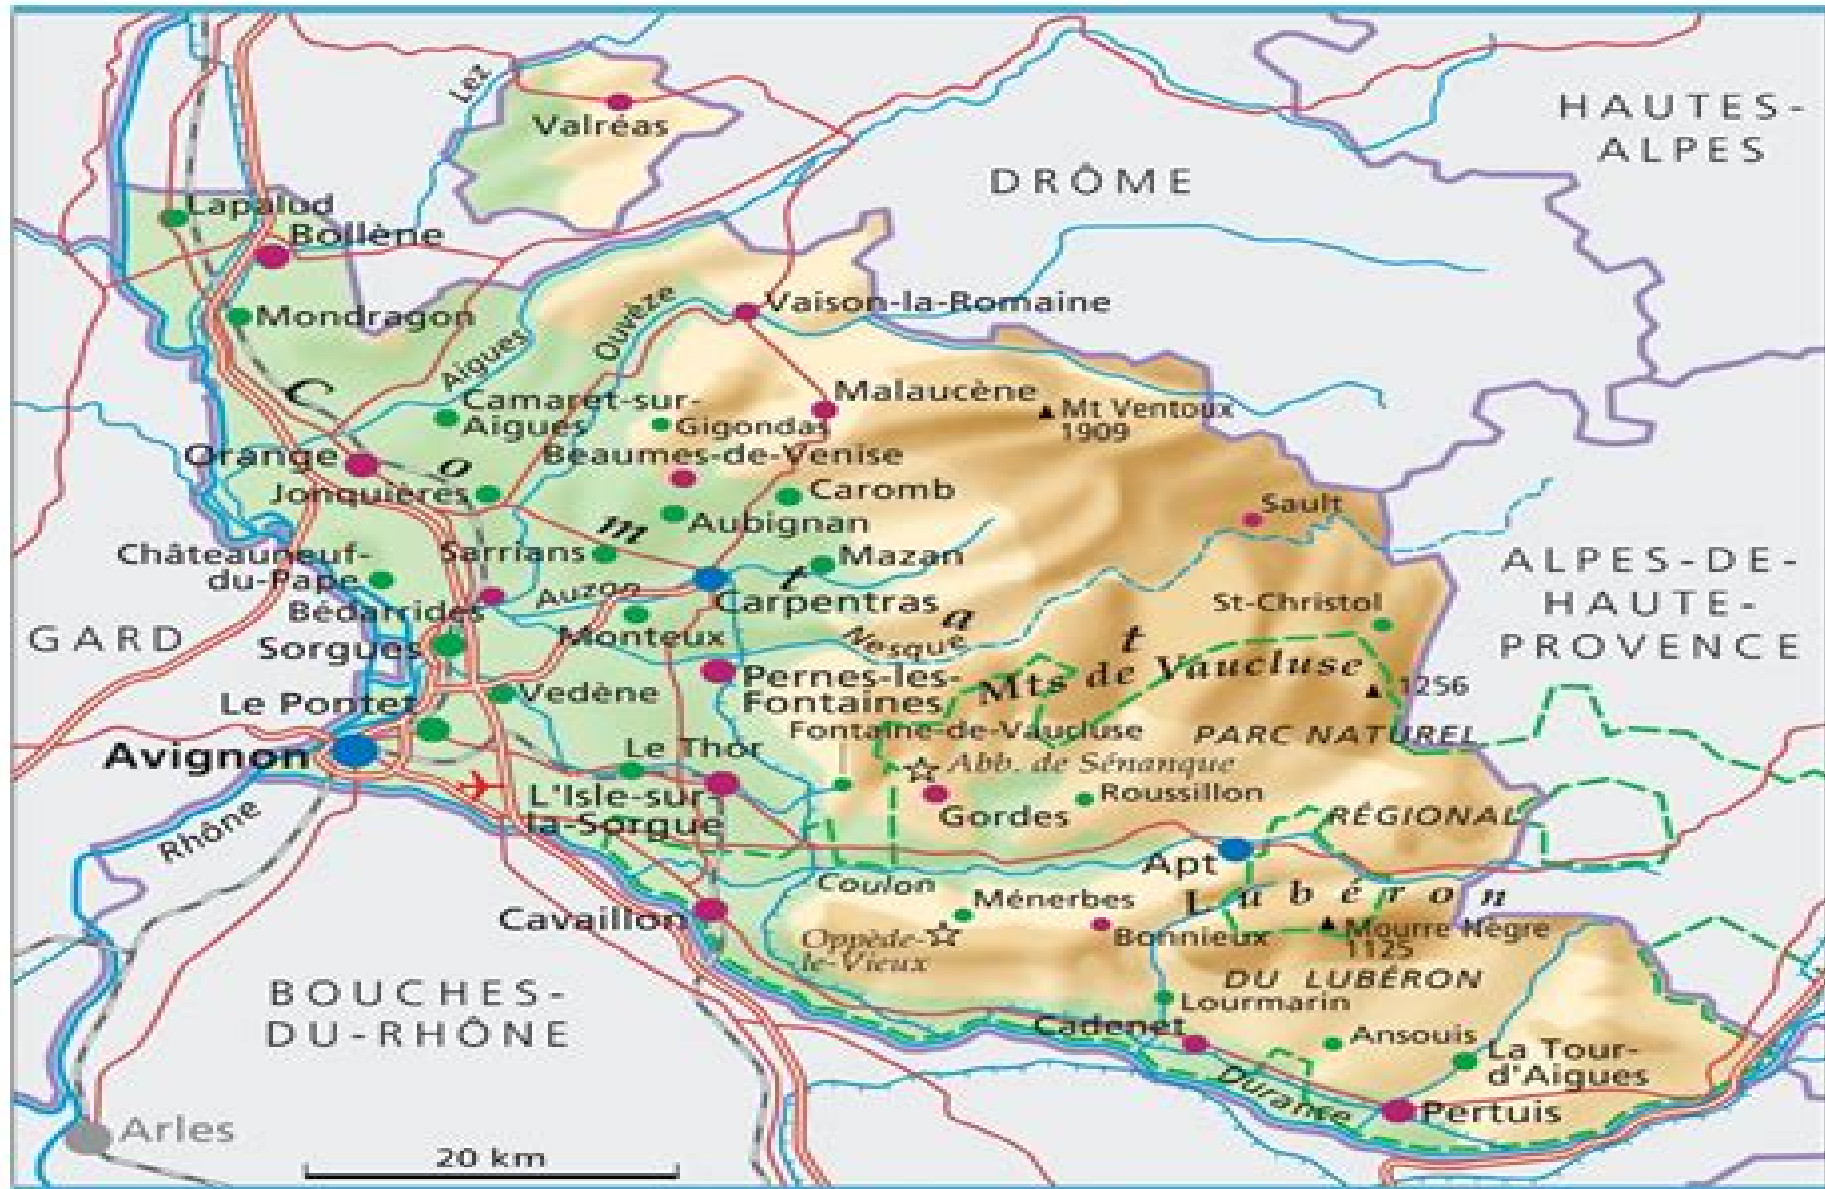 HAUTES-
ALPES
Lez
Valréas
DRÔME
Lapalud
Bollène
Mondragon
Vaison-la-Romaine
Ouvèze
Aigues
Malaucène
Mt Ventoux
1909
Camaret-sur-
Aigues
Gigondas
Orange
Beaumes-de-Venise
Jonquières
Caromb
Sault
Aubignan
Châteauneuf-
du-Pape
Sarrians
Mazan
ALPES-DE-
HAUTE-
PROVENCE
Auzon
Carpentras
St-Christol
Bédarrides
Comtat
GARD
Sorgues
Monteux
Nesque
Mts de Vaucluse
Pernes-les-
Fontaines
1256
Le Pontet
Vedène
Fontaine-de-Vaucluse
PARC NATUREL
Avignon
Le Thor
Abb. de Sénanque
L'Isle-sur-
la-Sorgue
Roussillon
Gordes
RÉGIONAL
Rhône
Apt
Coulon
Lubéron
Ménerbes
Cavaillon
Oppède-
le-Vieux
Bonnieux
Mourre Nègre
1125
DU LUBÉRON
BOUCHES-
DU-RHÔNE
Lourmarin
Cadenet
Ansouis
La Tour-
d'Aigues
Durance
Pertuis
Arles
20 km